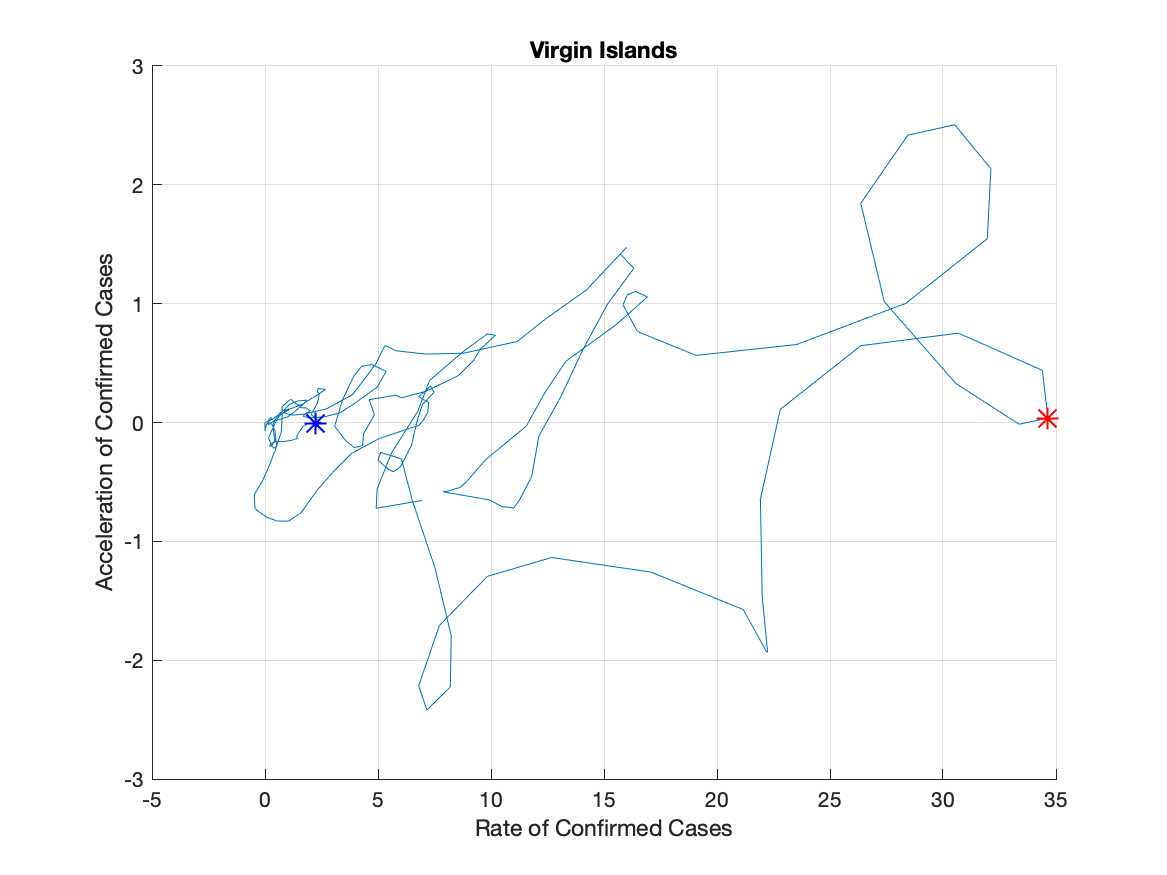 Virgin Islands
3
2
1
0
-1
-2
-3
Acceleration of Confirmed Cases
-5 0 5 10 15 20 25 30 35
Rate of Confirmed Cases